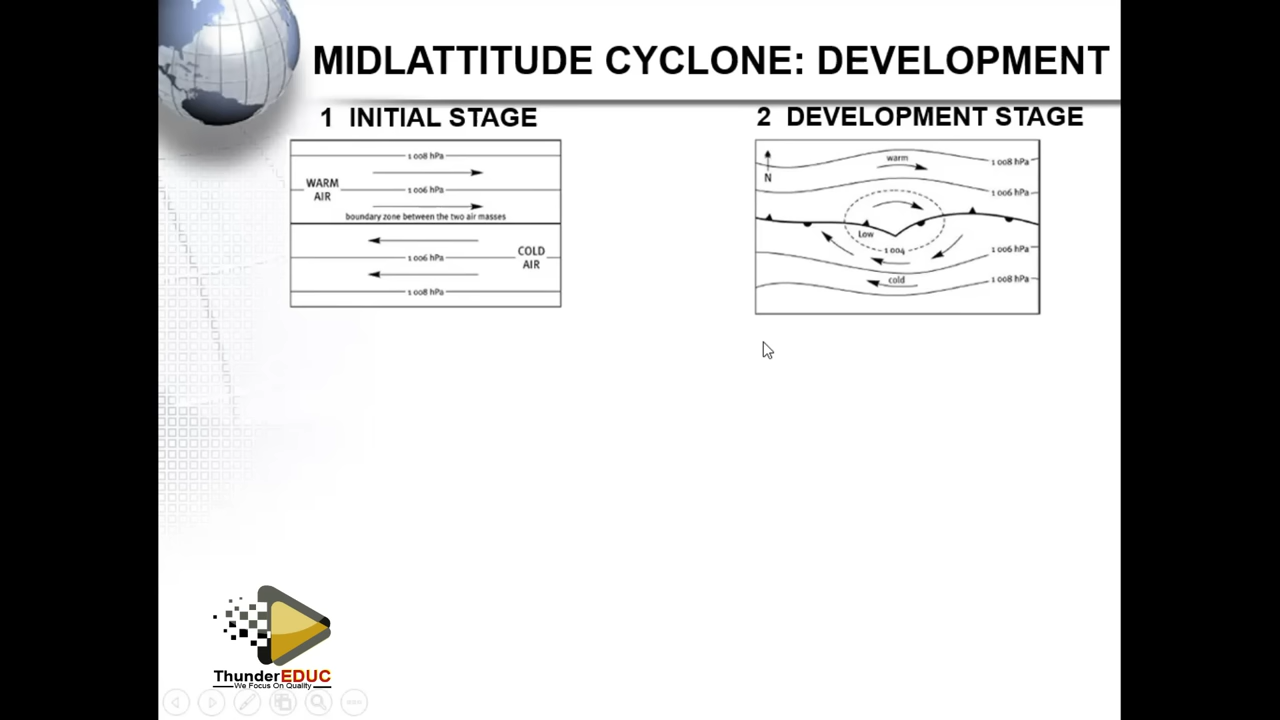 MIDLATTITUDE CYCLONE: DEVELOPMENT
1 INITIAL STAGE
1 008 hPa
WARM
AIR
1 006 hPa
boundary zone between the two air masses
1 006 hPa
COLD
AIR
1 008 hPa
2 DEVELOPMENT STAGE
N
warm
1 008 hPa
1 006 hPa
Low
1 004
1 006 hPa
cold
1 008 hPa
ThunderEDUC
We Focus On Quality